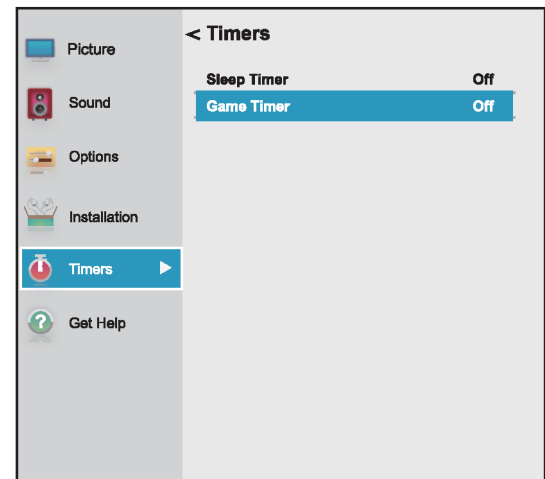 Picture
Sound
Options
Installation
Timers
Get Help
< Timers
Sleep Timer Off
Game Timer Off